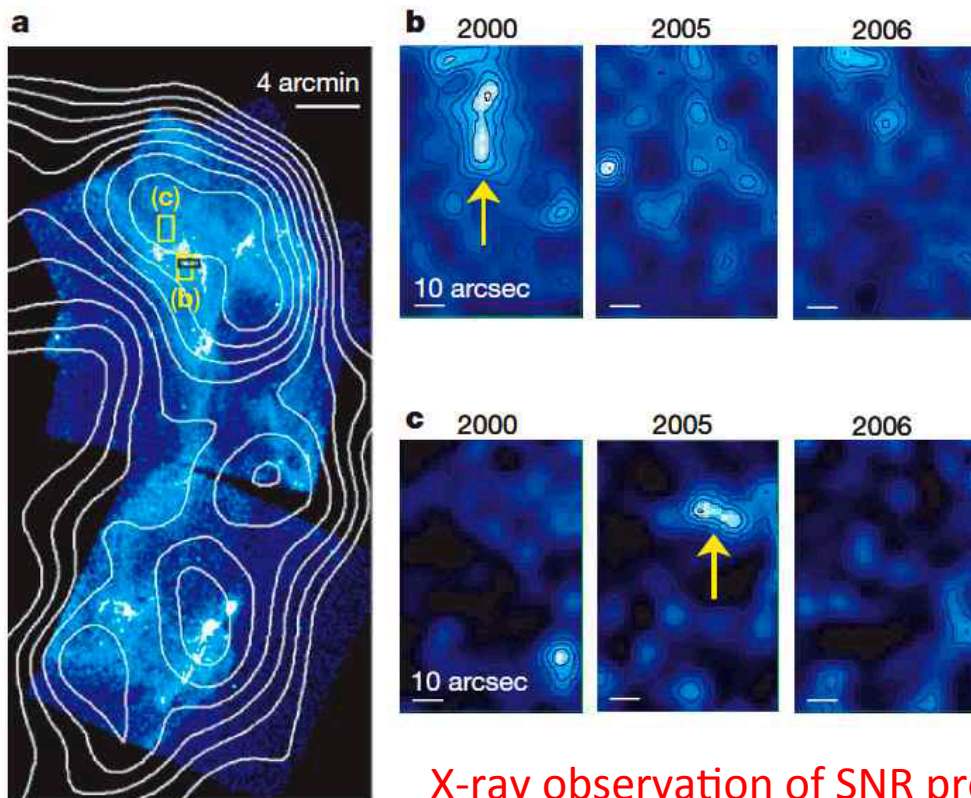 a
4 arcmin
(c)
(b)
b
2000
2005
2006
10 arcsec
c
2000
2005
2006
10 arcsec
X-ray observation of SNR